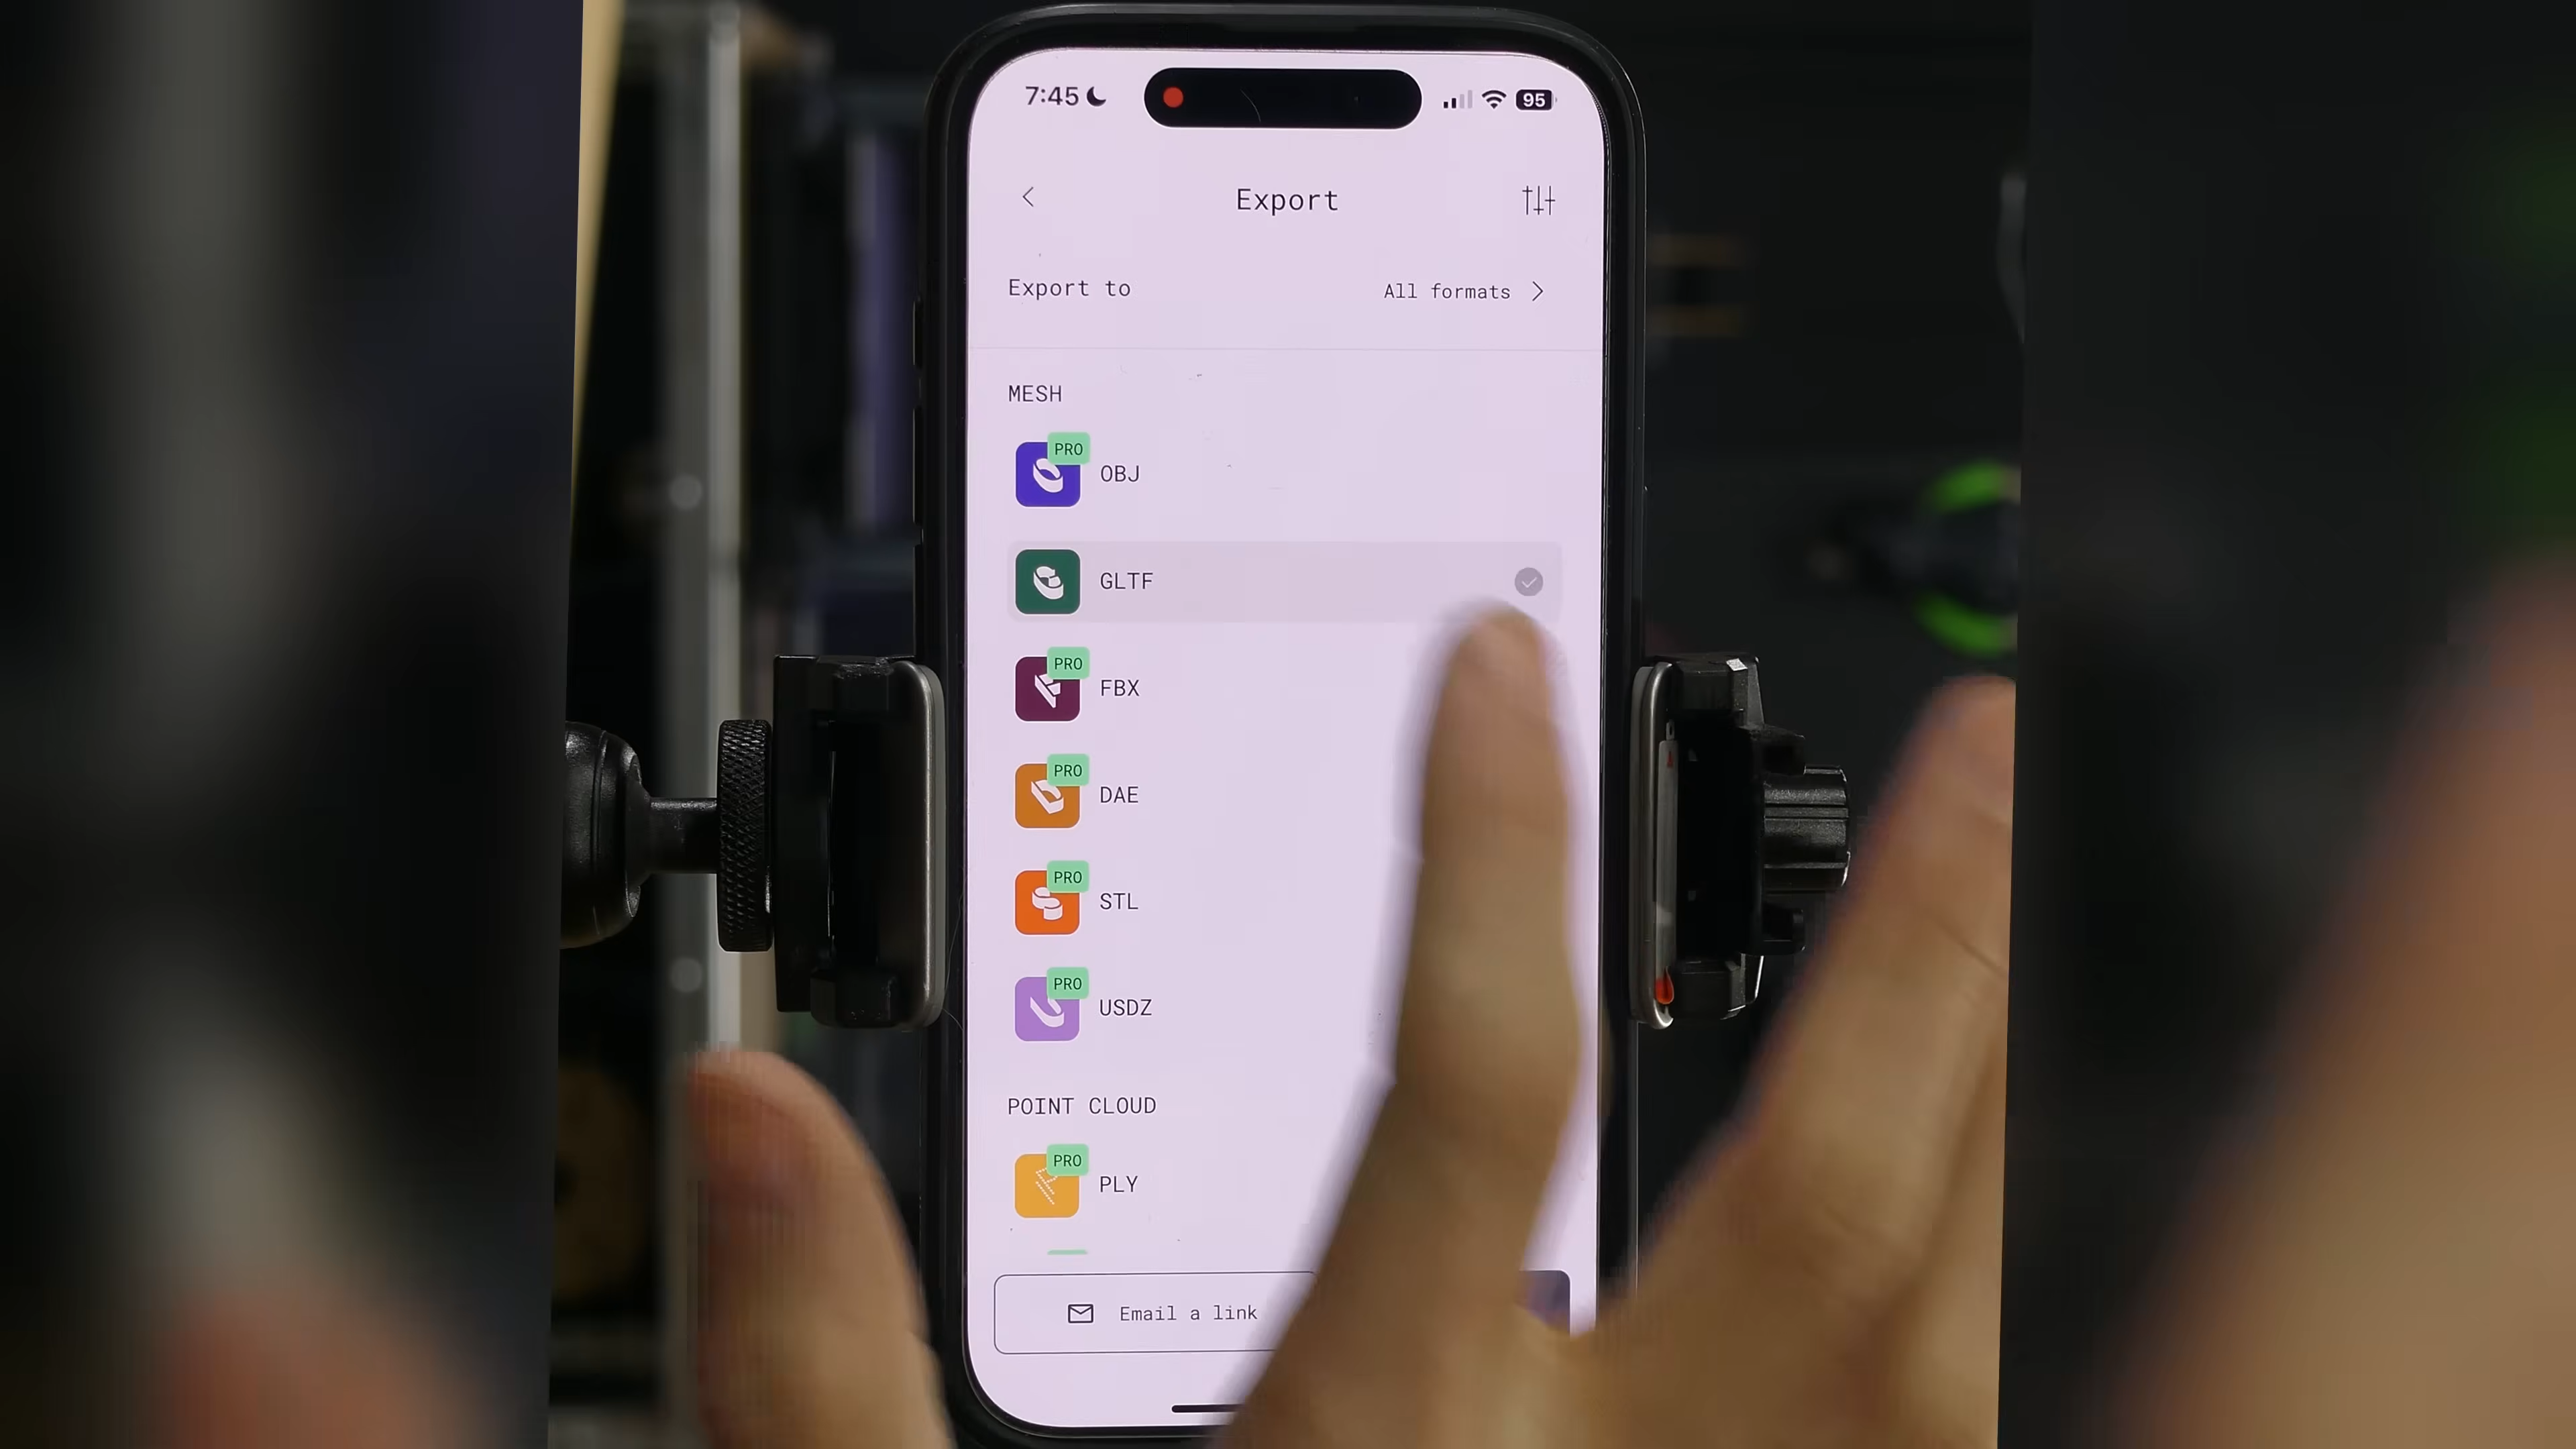 7:45
95
Export
Export to
All formats
MESH
PRO
OBJ
GLTF
PRO
FBX
PRO
DAE
PRO
STL
PRO
USDZ
POINT CLOUD
PRO
PLY
Email a link